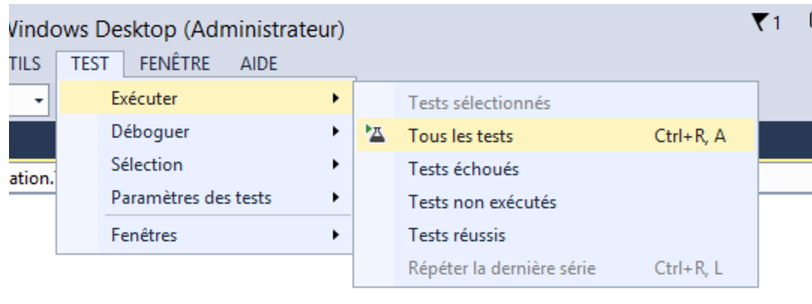 Windows Desktop (Administrateur)
1
TILS TEST FENÊTRE AIDE
Exécuter
Déboguer
Sélection
Paramètres des tests
Fenêtres
ation.
Tests sélectionnés
Tous les tests Ctrl+R, A
Tests échoués
Tests non exécutés
Tests réussis
Répéter la dernière série Ctrl+R, L